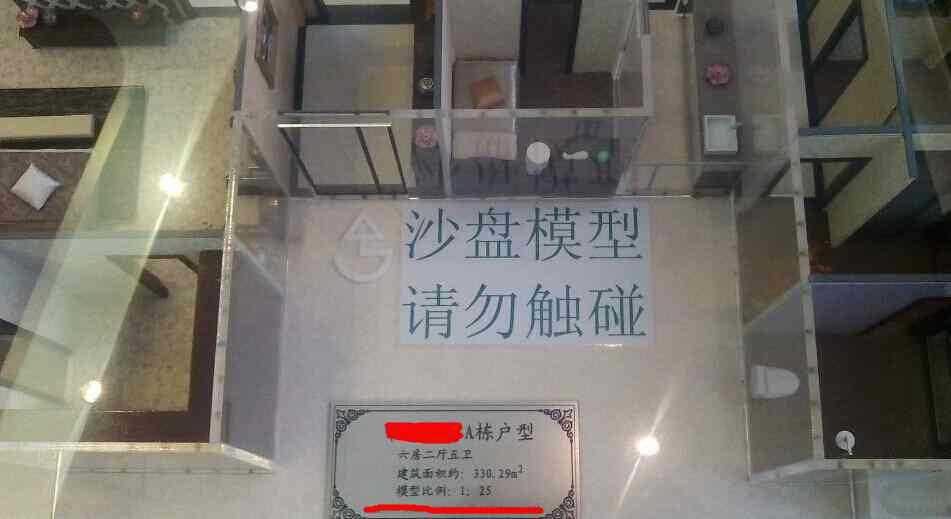 沙盘模型
请勿触碰
A栋户型
六居二厅五卫
建筑面积约：330.29m²
模型比例：1：25